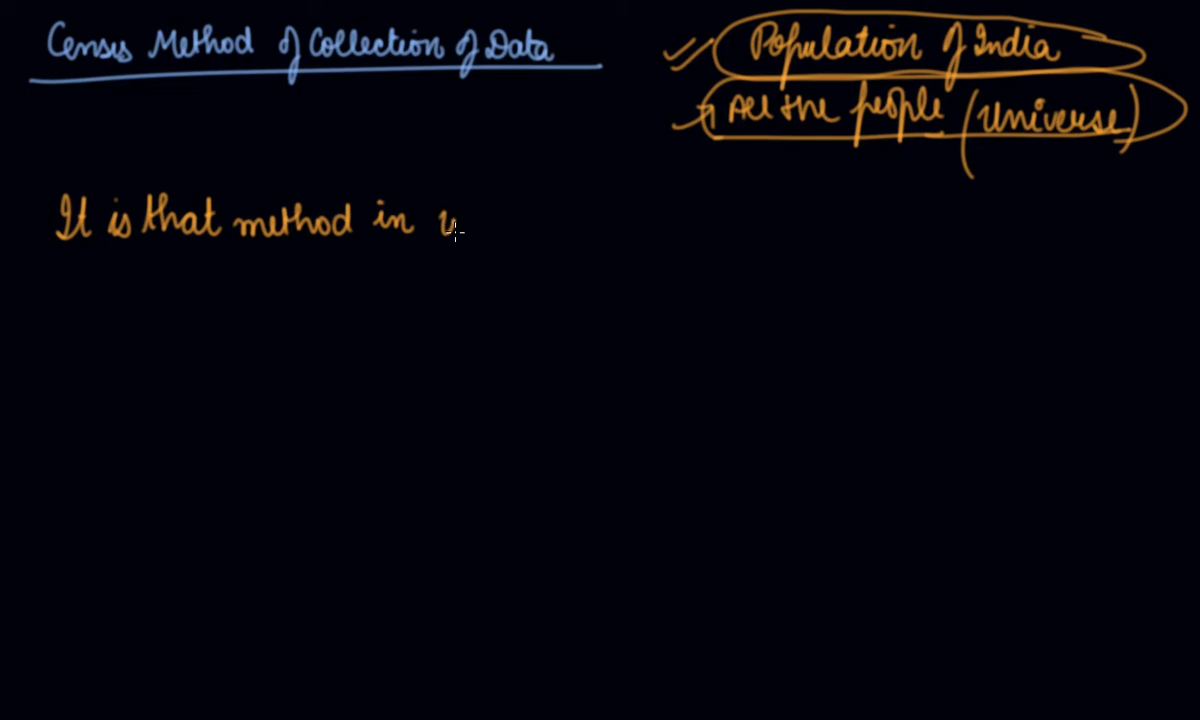 Census Method of Collection of Data
Population of India
All the people (Universe)
It is that method in